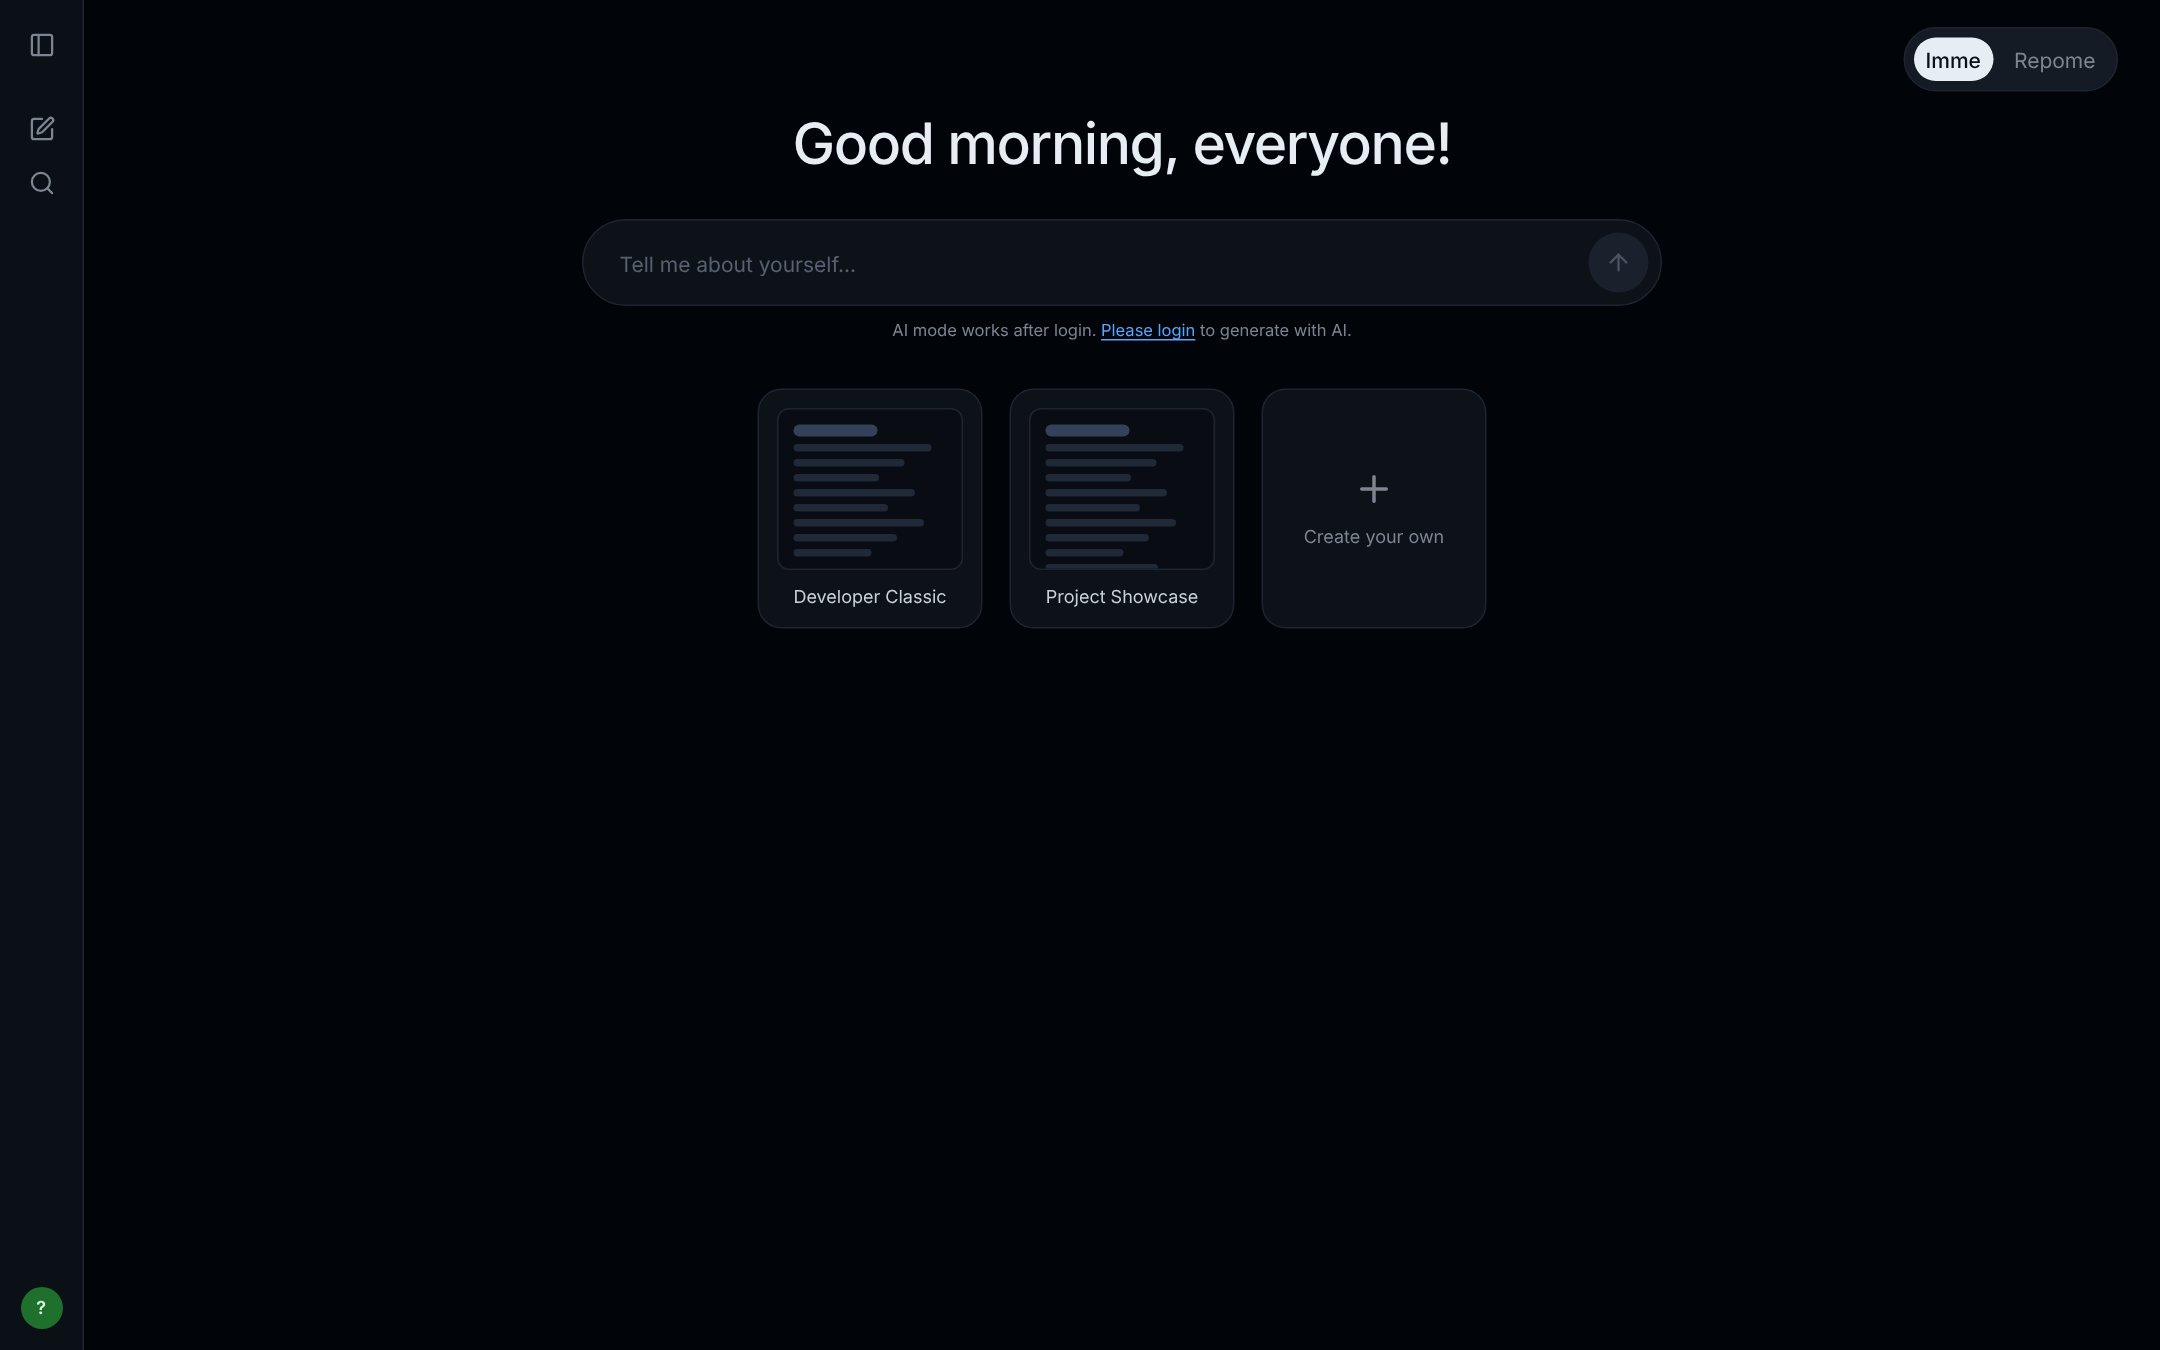 Imme Repome
Good morning, everyone!
Tell me about yourself...
AI mode works after login. Please login to generate with AI.
Developer Classic
Project Showcase
Create your own
?